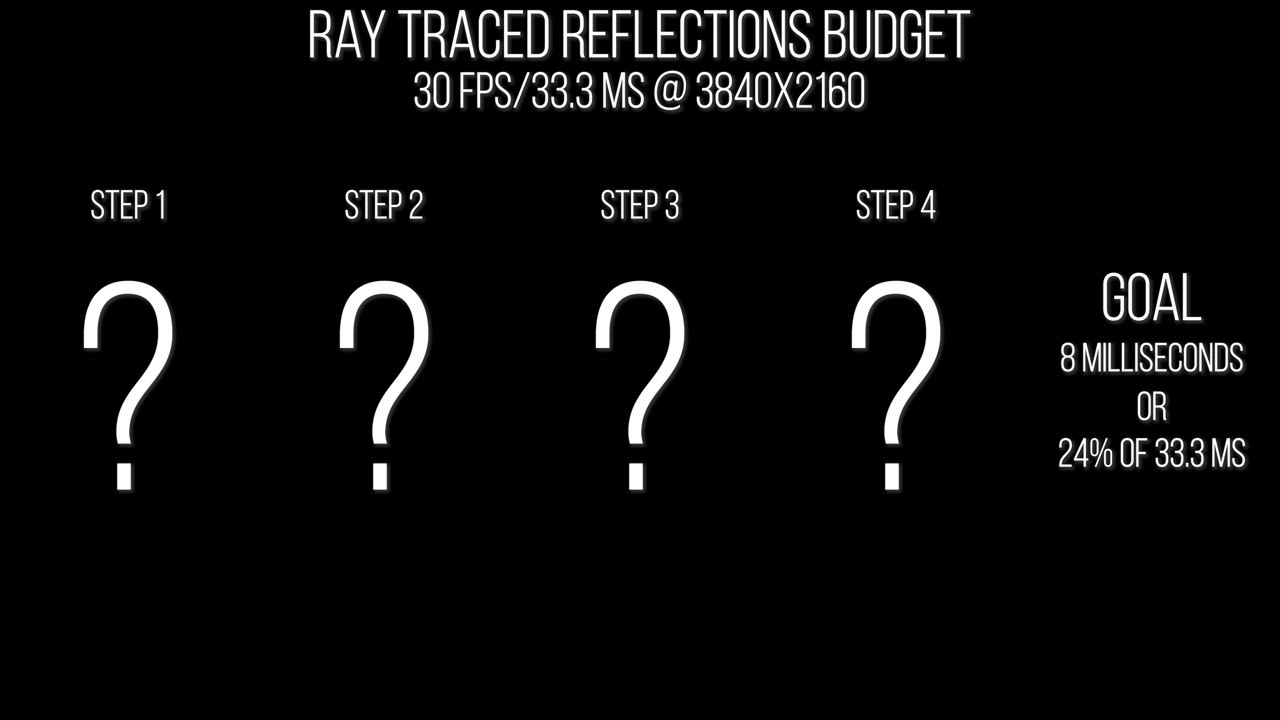 RAY TRACED REFLECTIONS BUDGET
30 FPS/33.3 MS @ 3840X2160
STEP 1
STEP 2
STEP 3
STEP 4
?
?
?
?
GOAL
8 MILLISECONDS
OR
24% OF 33.3 MS